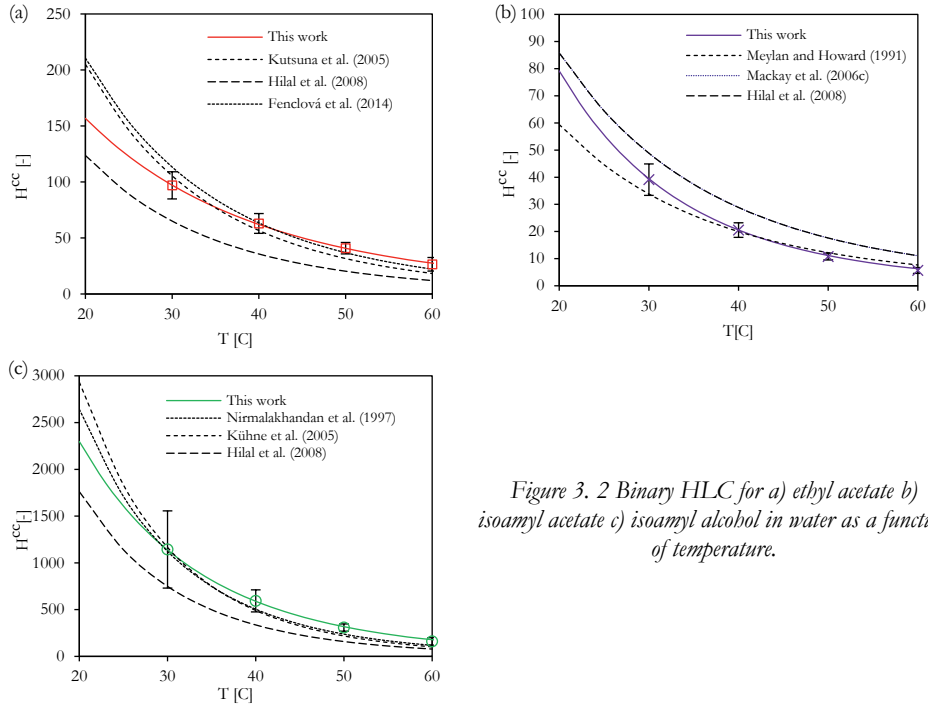 (a)
250
200
150
100
50
0
H^cc [-]
This work
Kutsuna et al. (2005)
Hilal et al. (2008)
Fenclová et al. (2014)
20 30 40 50 60
T [C]
(b)
100
90
80
70
60
50
40
30
20
10
0
H^cc [-]
This work
Meylan and Howard (1991)
Mackay et al. (2006c)
Hilal et al. (2008)
20 30 40 50 60
T[C]
(c)
3000
2500
2000
1500
1000
500
0
H^cc[-]
This work
Nirmalakhandan et al. (1997)
Kühne et al. (2005)
Hilal et al. (2008)
20 30 40 50 60
T [C]
Figure 3. 2 Binary HLC for a) ethyl acetate b)
isoamyl acetate c) isoamyl alcohol in water as a functi
of temperature.